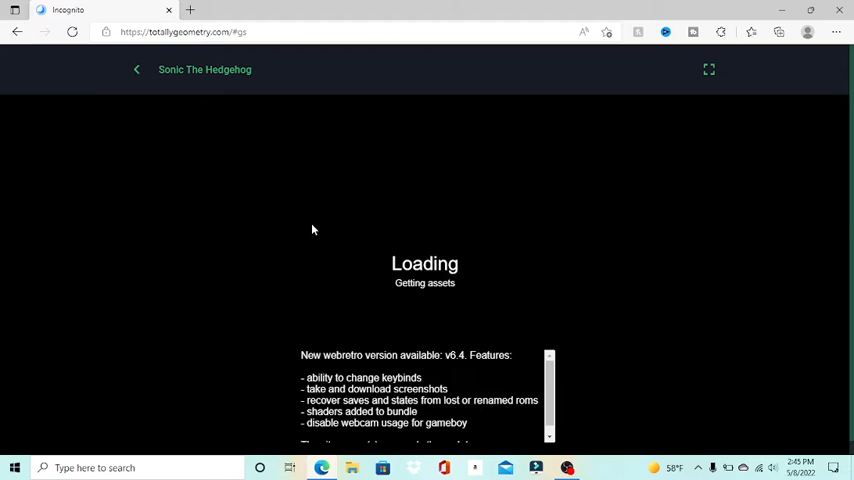 Incognito
https://totallygeometry.com/#gs
Sonic The Hedgehog
Loading
Getting assets
New webretro version available: v6.4. Features:
- ability to change keybinds
- take and download screenshots
- recover saves and states from lost or renamed roms
- shaders added to bundle
- disable webcam usage for gameboy
Type here to search
58°F
2:45 PM
5/8/2022